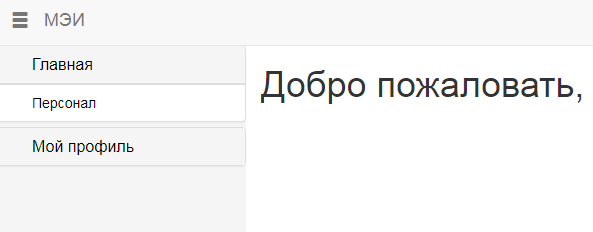 МЭИ
Главная
Персонал
Мой профиль
Добро пожаловать,